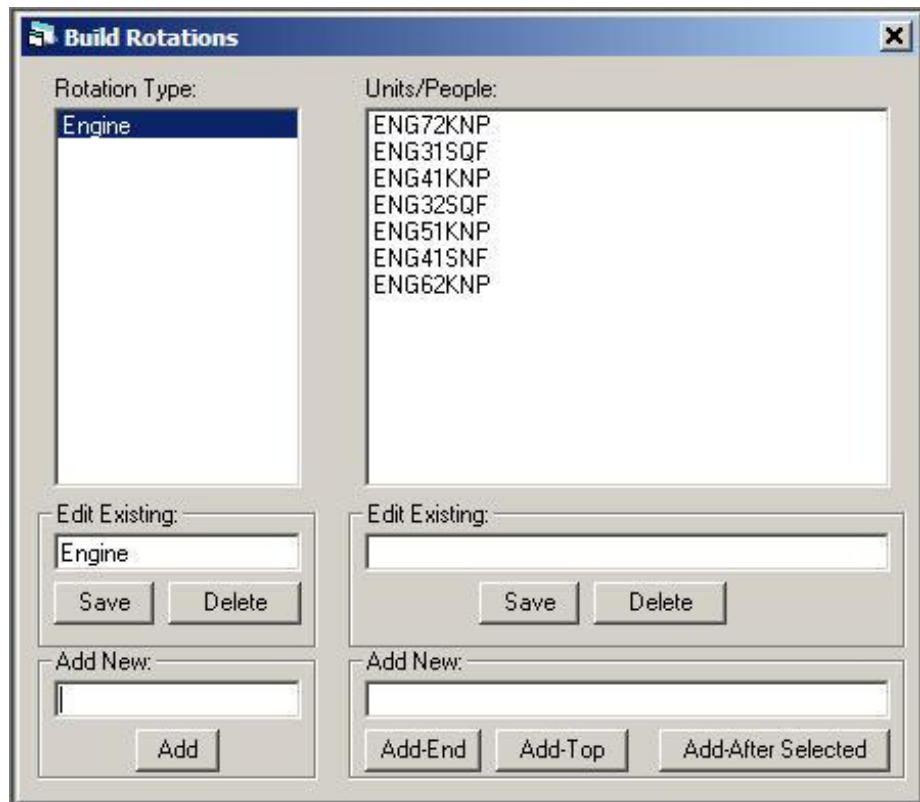 Build Rotations
Rotation Type:
Engine
Units/People:
ENG72KNP
ENG31SQF
ENG41KNP
ENG32SQF
ENG51KNP
ENG41SNF
ENG62KNP
Edit Existing:
Engine
Save Delete
Edit Existing:
Save Delete
Add New:
Add
Add New:
Add-End Add-Top Add-After Selected